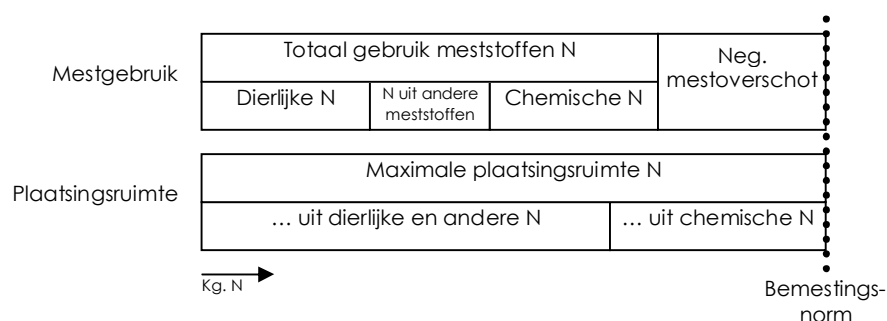 Mestgebruik
Totaal gebruik meststoffen N
Neg.
mestoverschot
Dierlijke N
N uit andere
meststoffen
Chemische N
Plaatsingsruimte
Maximale plaatsingsruimte N
... uit dierlijke en andere N
... uit chemische N
Kg. N
Bemestings-
norm